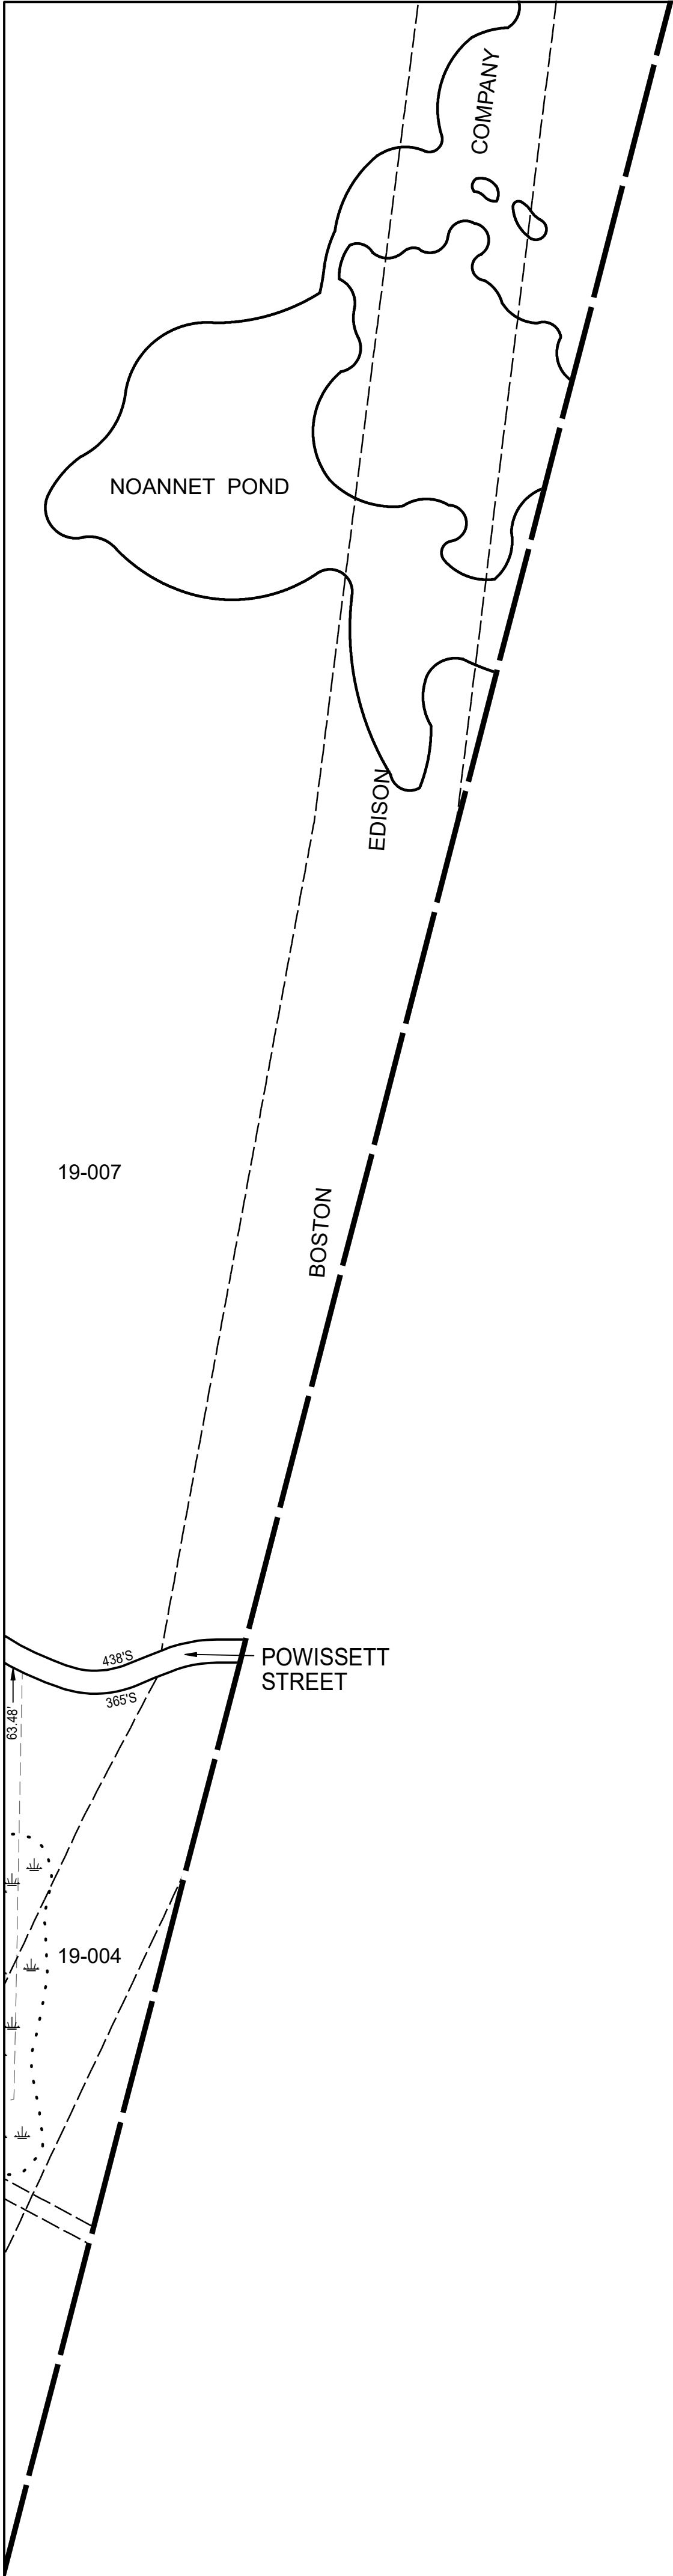 COMPANY
NOANNET POND
EDISON
19-007
BOSTON
438'S
POWISSETT
STREET
365'S
63.48'
19-004